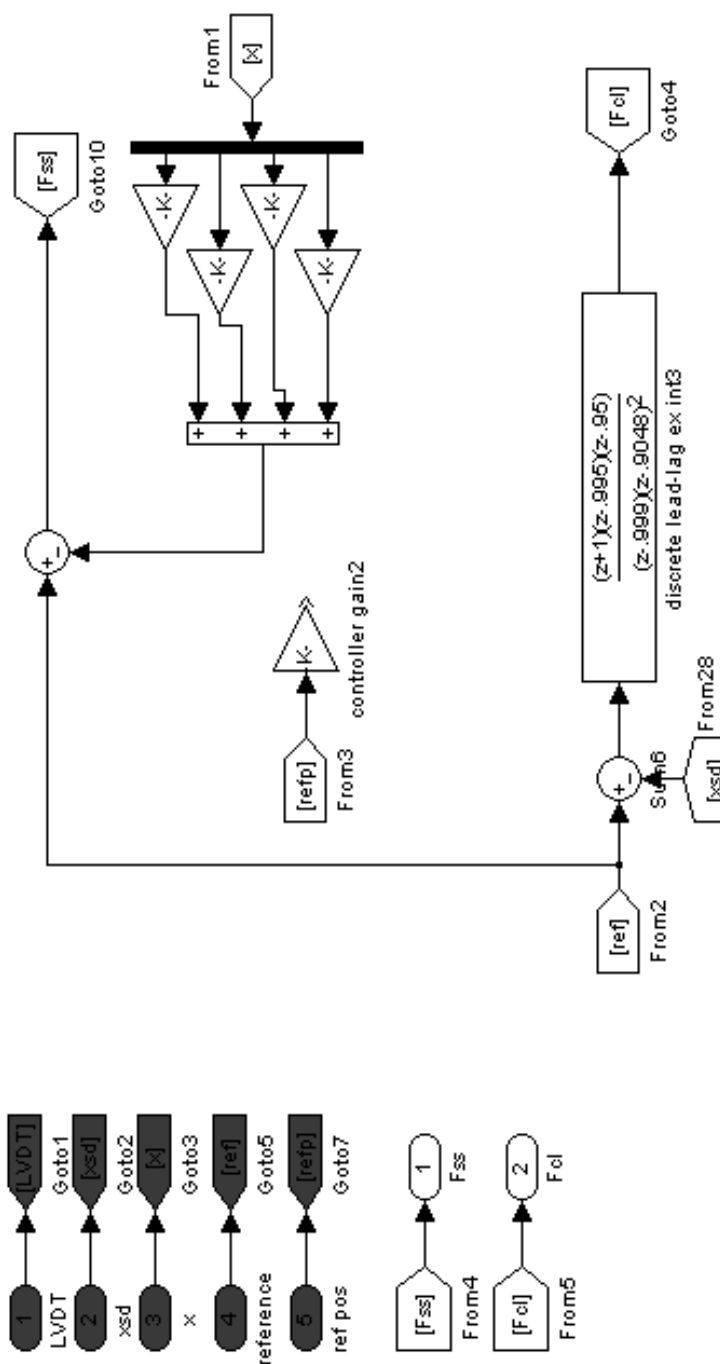 1
LVDT
[LVDT]
Goto1
2
xsd
[xsd]
Goto2
3
x
[x]
Goto3
4
reference
[ref]
Goto5
5
ref pos
[refp]
Goto7
[Fss]
From4
1
Fss
[Fcl]
From5
2
Fcl
[Fss]
Goto10
+
-
[x]
From1
-K-
-K-
-K-
-K-
+
+
+
+
[refp]
From3
K-
controller gain2
[ref]
From2
+
-
Sum6
[xsd]
From28
(z+1)(z-.995)(z-.95)
(z-.999)(z-.9048)2
discrete lead-lag ex int3
[Fcl]
Goto4